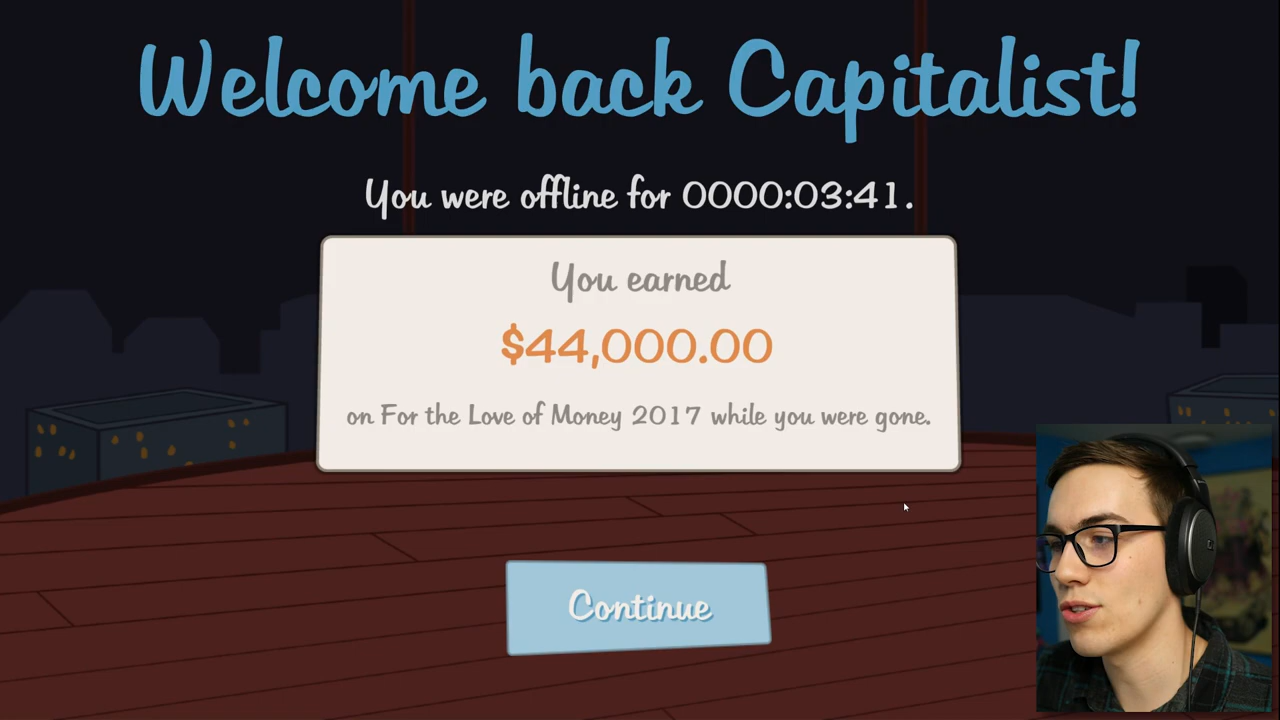 Welcome back Capitalist!
You were offline for 0000:03:41.
You earned
$44,000.00
on For the Love of Money 2017 while you were gone.
Continue